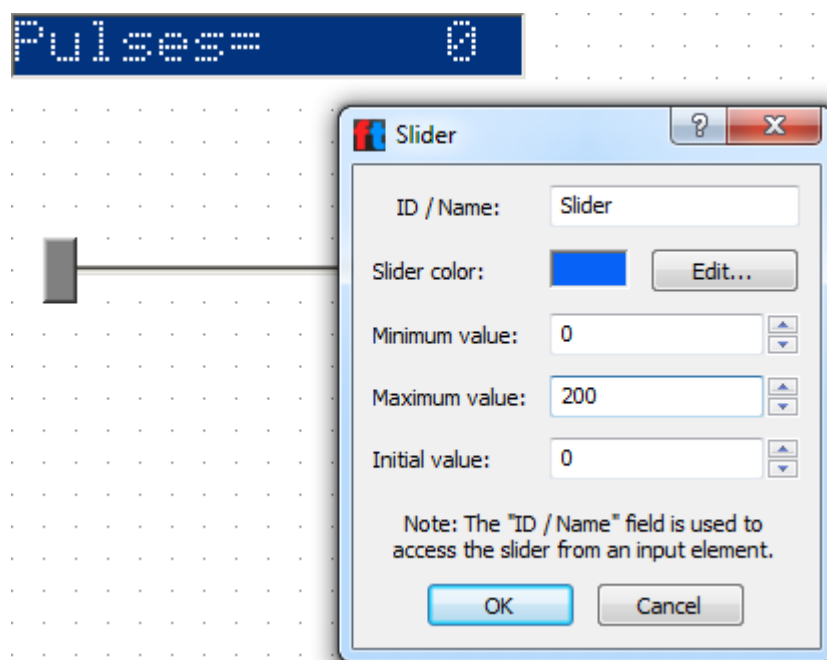 Pulses= 0
ft Slider
ID / Name: Slider
Slider color: Edit...
Minimum value: 0
Maximum value: 200
Initial value: 0
Note: The "ID / Name" field is used to
access the slider from an input element.
OK Cancel